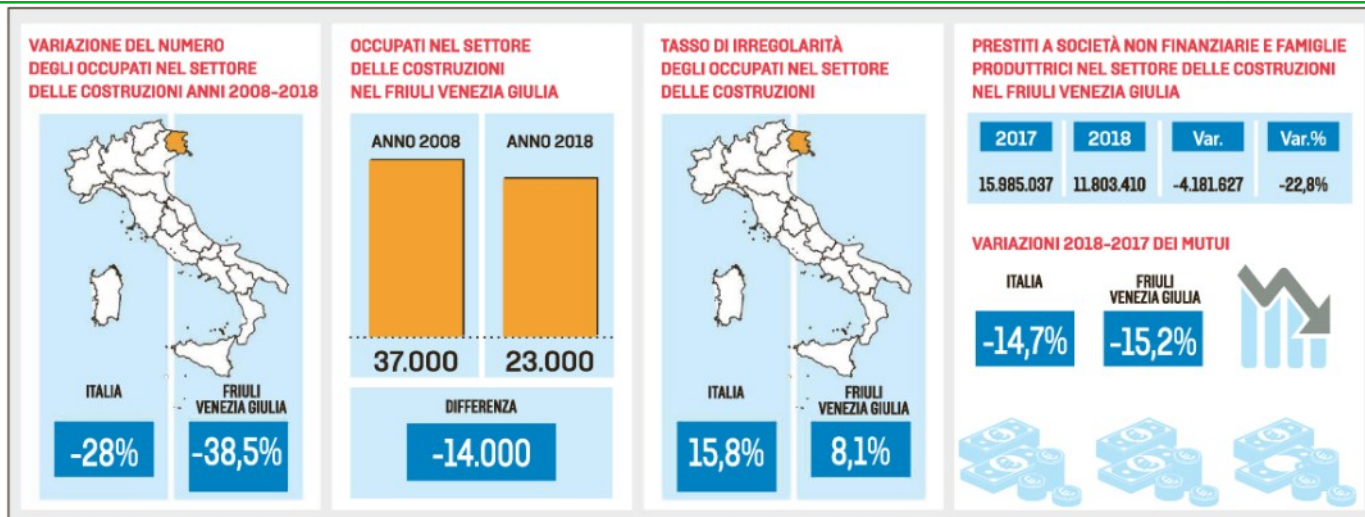 VARIAZIONE DEL NUMERO
DEGLI OCCUPATI NEL SETTORE
DELLE COSTRUZIONI ANNI 2008-2018
ITALIA
-28%
FRIULI
VENEZIA GIULIA
-38,5%
OCCUPATI NEL SETTORE
DELLE COSTRUZIONI
NEL FRIULI VENEZIA GIULIA
ANNO 2008
ANNO 2018
37.000
23.000
DIFFERENZA
-14.000
TASSO DI IRREGOLARITÀ
DEGLI OCCUPATI NEL SETTORE
DELLE COSTRUZIONI
ITALIA
15,8%
FRIULI
VENEZIA GIULIA
8,1%
PRESTITI A SOCIETÀ NON FINANZIARIE E FAMIGLIE
PRODUTTRICI NEL SETTORE DELLE COSTRUZIONI
NEL FRIULI VENEZIA GIULIA
2017 2018 Var. Var.%
15.985.037 11.803.410 -4.181.627 -22,8%
VARIAZIONI 2018-2017 DEI MUTUI
ITALIA
-14,7%
FRIULI
VENEZIA GIULIA
-15,2%